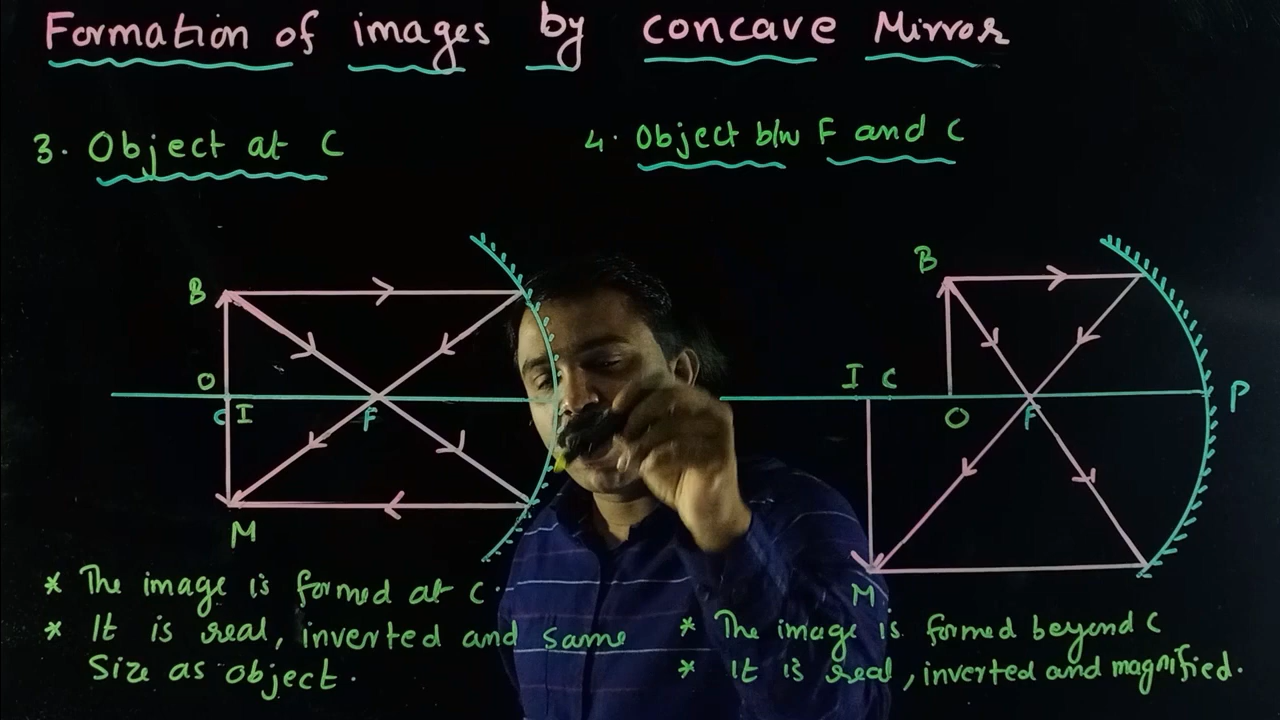 Formation of images by concave Mirror
3. Object at C
4. Object b/w F and C
B
O
C I
F
M
B
I C
O
F
P
M
* The image is formed at C.
* It is real, inverted and same
Size as object.
* The image is formed beyond C
* It is real, inverted and magnified.